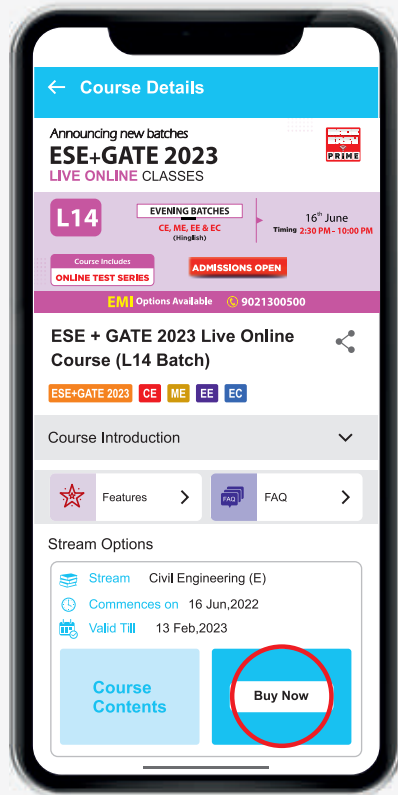 ← Course Details
Announcing new batches
ESE+GATE 2023
LIVE ONLINE CLASSES
PRIME
L14
EVENING BATCHES
CE, ME, EE & EC
(Hinglish)
16th June
Timing 2:30 PM - 10:00 PM
Course Includes
ONLINE TEST SERIES
ADMISSIONS OPEN
EMI Options Available 9021300500
ESE + GATE 2023 Live Online
Course (L14 Batch)
ESE+GATE 2023 CE ME EE EC
Course Introduction
Features
FAQ FAQ
Stream Options
Stream Civil Engineering (E)
Commences on 16 Jun,2022
Valid Till 13 Feb,2023
Course
Contents
Buy Now